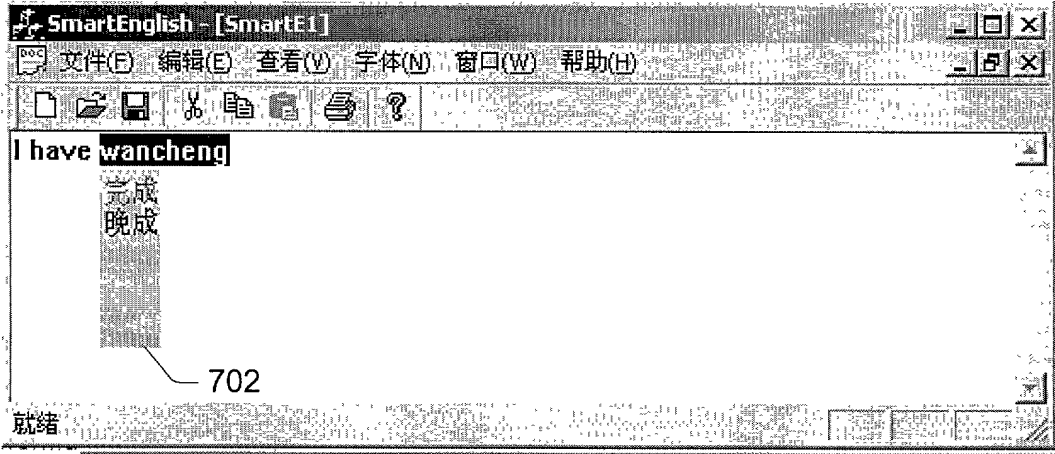 SmartEnglish - [SmartE1]
DOC 文件(F) 编辑(E) 查看(V) 字体(N) 窗口(W) 帮助(H)
I have wancheng
完成
晚成
702
就绪